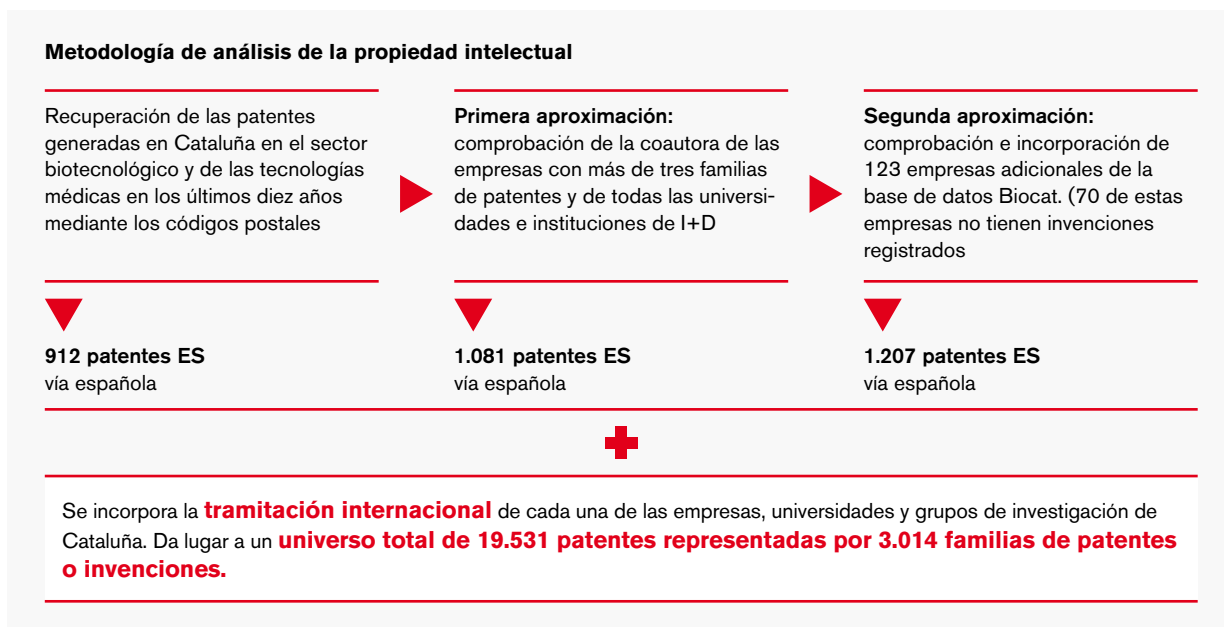 Metodología de análisis de la propiedad intelectual
Recuperación de las patentes
generadas en Cataluña en el sector
biotecnológico y de las tecnologías
médicas en los últimos diez años
mediante los códigos postales
Primera aproximación:
comprobación de la coautora de las
empresas con más de tres familias
de patentes y de todas las universi-
dades e instituciones de I+D
Segunda aproximación:
comprobación e incorporación de
123 empresas adicionales de la
base de datos Biocat. (70 de estas
empresas no tienen invenciones
registrados
912 patentes ES
vía española
1.081 patentes ES
vía española
1.207 patentes ES
vía española
Se incorpora la tramitación internacional de cada una de las empresas, universidades y grupos de investigación de
Cataluña. Da lugar a un universo total de 19.531 patentes representadas por 3.014 familias de patentes
o invenciones.